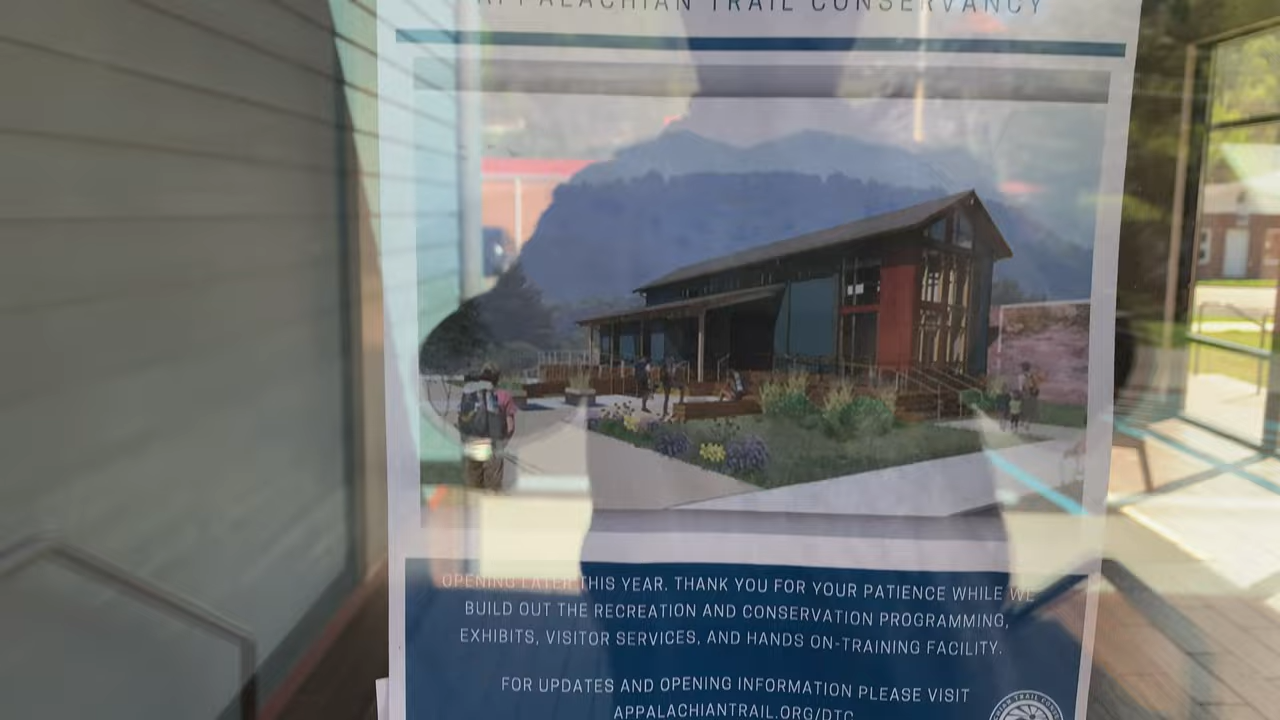 APPALACHIAN TRAIL CONSERVANCY
OPENING LATER THIS YEAR. THANK YOU FOR YOUR PATIENCE WHILE WE
BUILD OUT THE RECREATION AND CONSERVATION PROGRAMMING,
EXHIBITS, VISITOR SERVICES, AND HANDS ON-TRAINING FACILITY.
FOR UPDATES AND OPENING INFORMATION PLEASE VISIT
APPALACHIANTRAIL.ORG/DTC